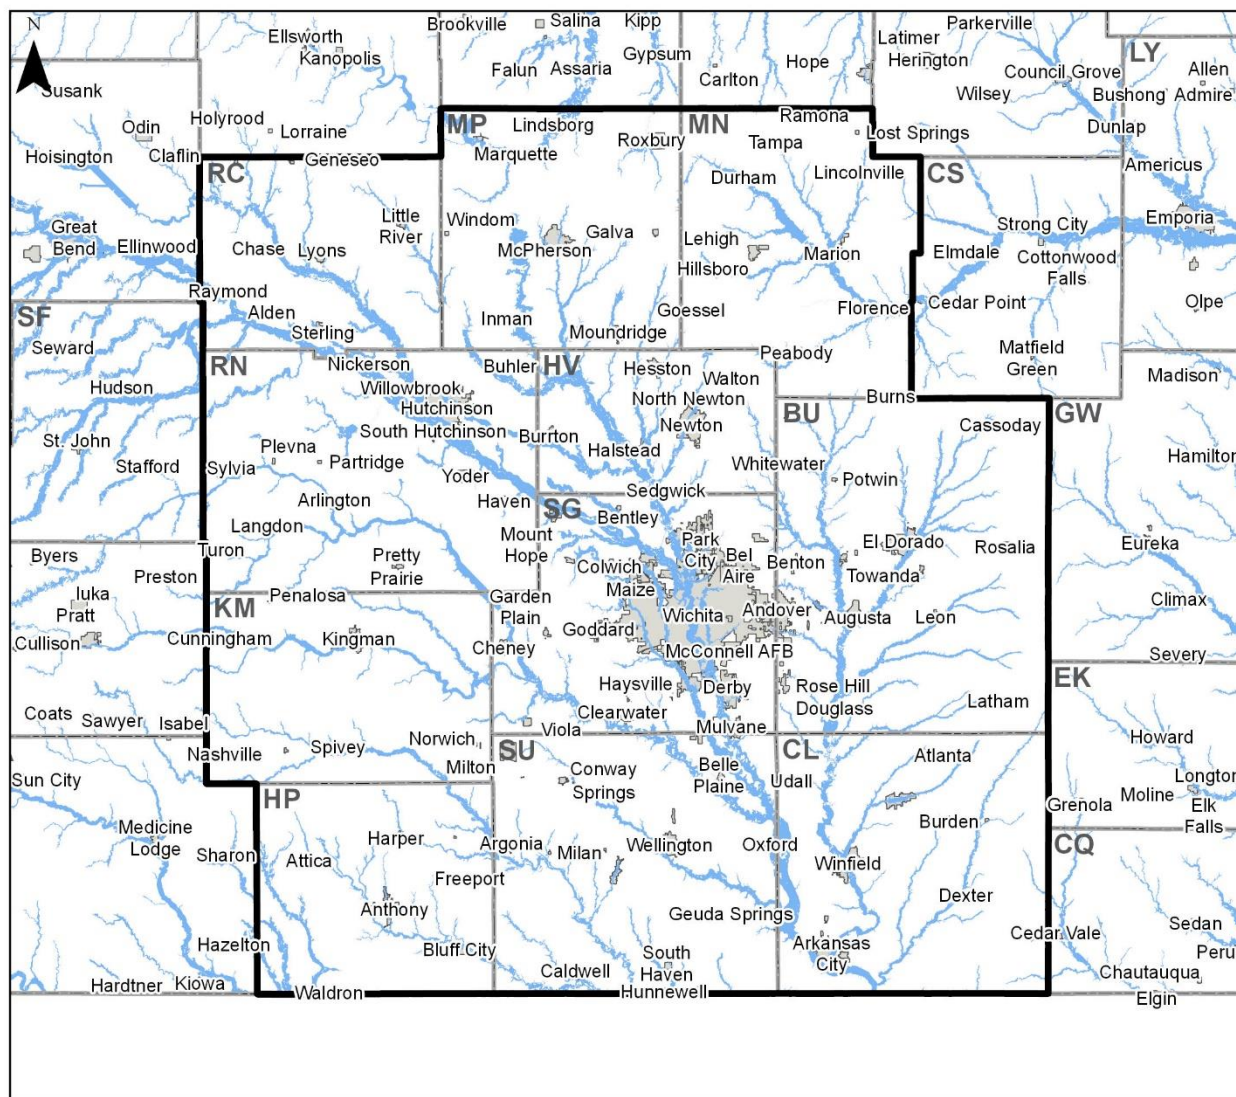 N
Brookville
Salina
Kipp
Parkerville
Ellsworth
Kanopolis
Falun
Assaria
Gypsum
Carlton
Hope
Latimer
Herington
Council Grove
Wilsey
LY
Allen
Bushong
Admire
Susank
Odin
Holyrood
Lorraine
Hoisington
Claflin
Geneseo
MP
Lindsborg
Marquette
Roxbury
MN
Ramona
Tampa
Lost Springs
Dunlap
Americus
RC
Durham
Lincolnville
CS
Great
Bend
Ellinwood
Chase
Lyons
Little
River
Windom
McPherson
Galva
Lehigh
Hillsboro
Marion
Strong City
Elmdale
Cottonwood
Falls
Emporia
Raymond
SF
Alden
Sterling
Inman
Moundridge
Goessel
Florence
Cedar Point
Olpe
Seward
Hudson
RN
Nickerson
Willowbrook
Hutchinson
Buhler
HV
Hesston
Walton
North Newton
Newton
Peabody
Burns
Matfield
Green
Madison
St. John
Stafford
Sylvia
Plevna
Partridge
South Hutchinson
Yoder
Haven
Burrton
Halstead
Sedgwick
BU
Whitewater
Potwin
Cassoday
GW
Hamilton
Arlington
Langdon
Mount
Hope
SG
Bentley
Park
City
Bel
Aire
Benton
El Dorado
Towanda
Rosalia
Eureka
Byers
Turon
Preston
Pretty
Prairie
Iuka
Pratt
Cullison
KM
Penalosa
Cunningham
Kingman
Garden
Plain
Cheney
Colwich
Maize
Goddard
Wichita
McConnell AFB
Andover
Augusta
Leon
Climax
Severy
Haysville
Derby
Clearwater
Mulvane
Rose Hill
Douglass
Latham
EK
Coats
Sawyer
Isabel
Nashville
Spivey
Norwich
Milton
Viola
SU
Conway
Springs
Belle
Plaine
CL
Udall
Atlanta
Howard
Longton
Moline
Elk
Falls
Grenola
Sun City
Medicine
Lodge
HP
Sharon
Attica
Harper
Argonia
Milan
Freeport
Wellington
Oxford
Winfield
Burden
Dexter
CQ
Anthony
Hazelton
Bluff City
Geuda Springs
Arkansas
City
Cedar Vale
Sedan
Peru
Hardtner
Kiowa
Waldron
Caldwell
South
Haven
Hunnewell
Chautauqua
Elgin